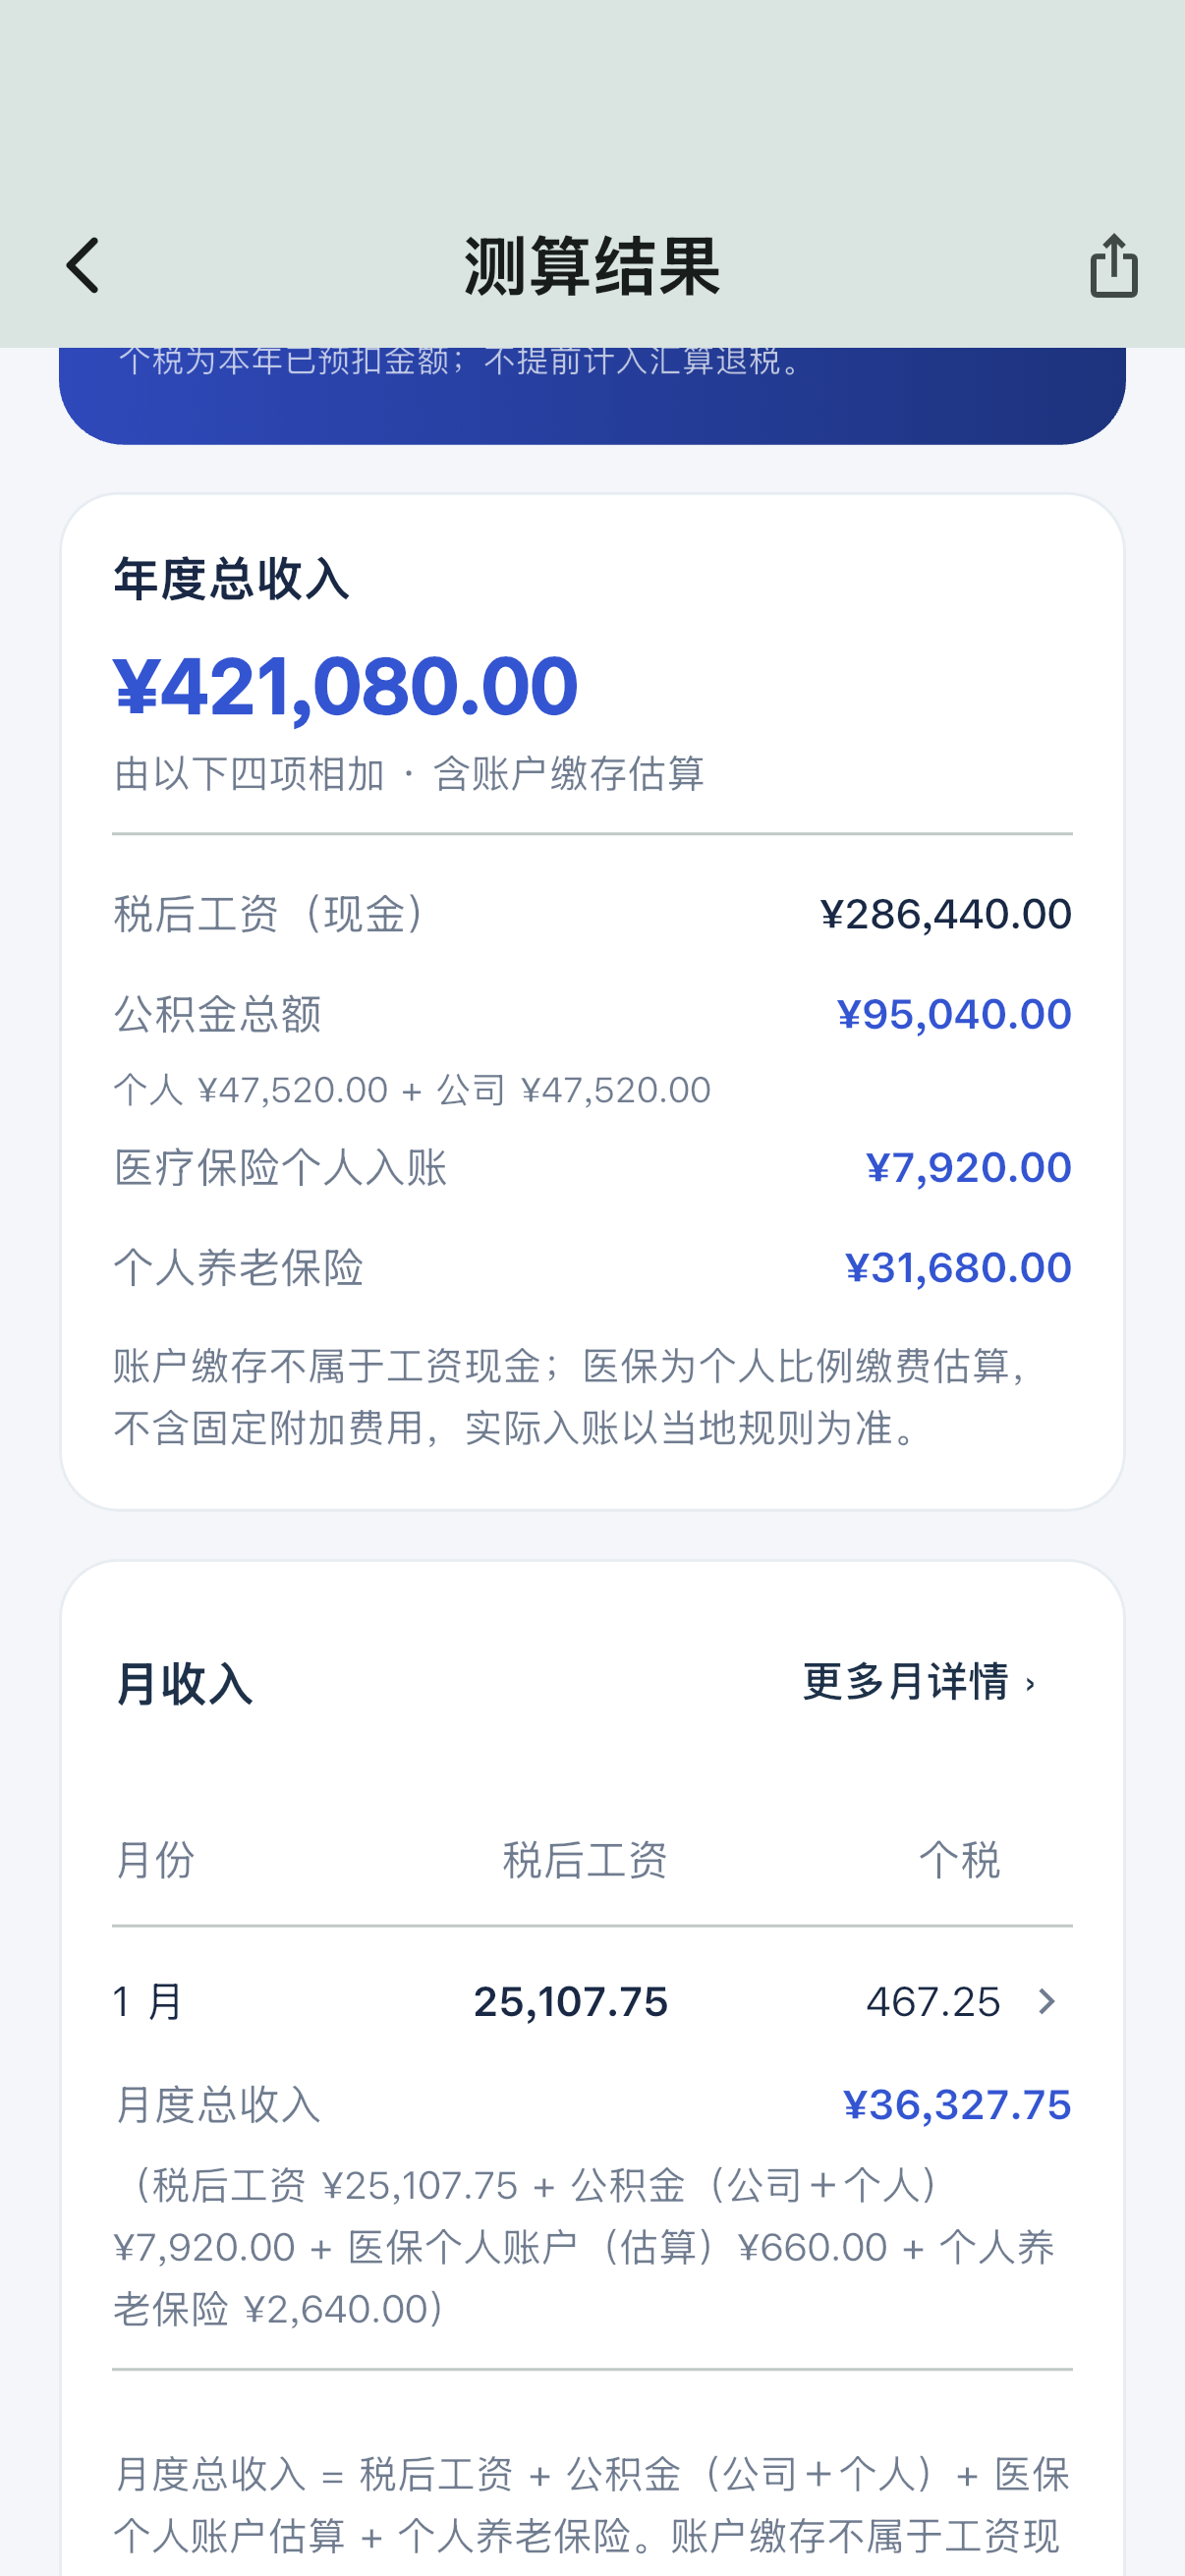 测算结果
个税为本年已预扣金额；不提前计入汇算退税。
年度总收入
¥421,080.00
由以下四项相加 · 含账户缴存估算
税后工资（现金） ¥286,440.00
公积金总额 ¥95,040.00
个人 ¥47,520.00 + 公司 ¥47,520.00
医疗保险个人入账 ¥7,920.00
个人养老保险 ¥31,680.00
账户缴存不属于工资现金；医保为个人比例缴费估算，
不含固定附加费用，实际入账以当地规则为准。
月收入 更多月详情 ›
月份 税后工资 个税
1 月 25,107.75 467.25
月度总收入 ¥36,327.75
（税后工资 ¥25,107.75 + 公积金（公司＋个人）
¥7,920.00 + 医保个人账户（估算）¥660.00 + 个人养
老保险 ¥2,640.00）
月度总收入 = 税后工资 + 公积金（公司＋个人）+ 医保
个人账户估算 + 个人养老保险。账户缴存不属于工资现